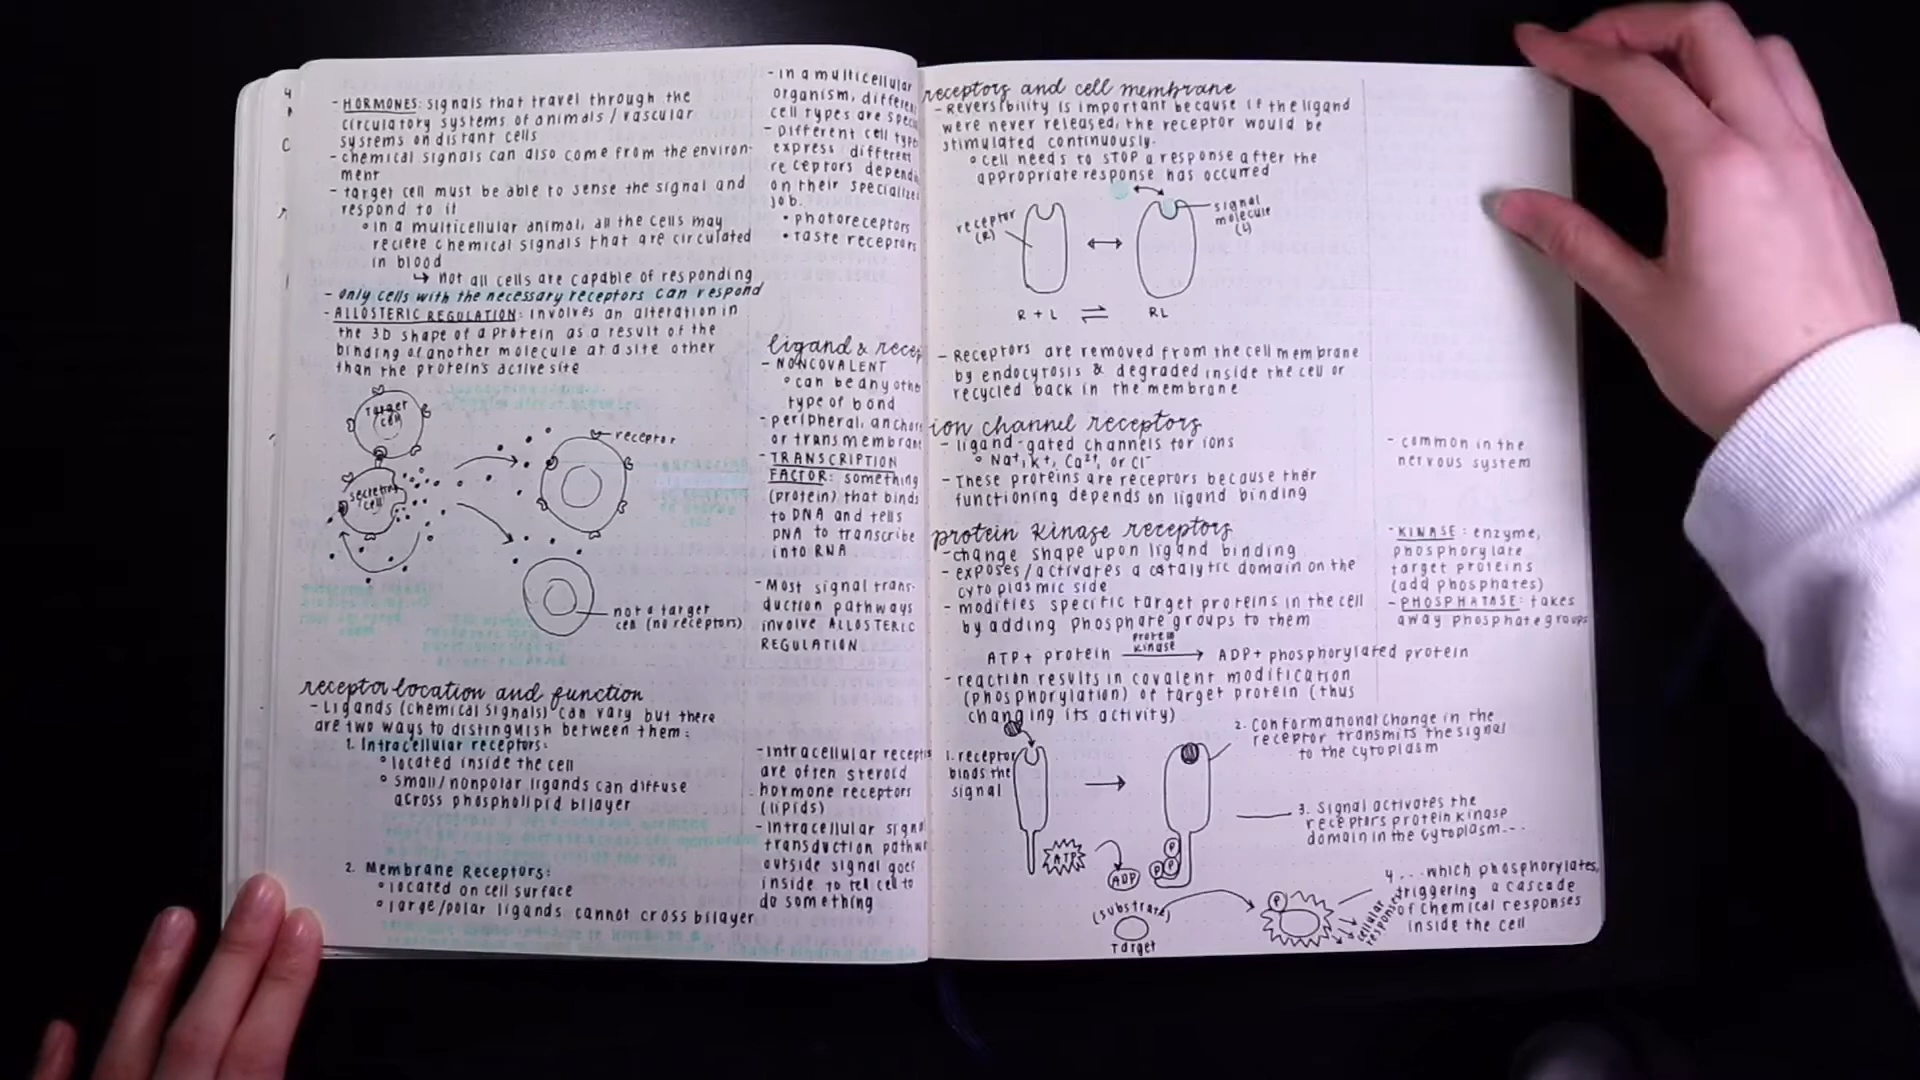 - HORMONES: signals that travel through the
circulatory systems of animals / vascular
systems on distant cells
- chemical signals can also come from the environ-
ment
- target cell must be able to sense the signal and
respond to it
in a multicellular animal, all the cells may
recieve chemical signals that are circulated
in blood
↳ not all cells are capable of responding
- only cells with the necessary receptors can respond
- ALLOSTERIC REGULATION: involves an alteration in
the 3D shape of a protein as a result of the
binding of another molecule at a site other
than the protein's active site
target
cell
secreting
cell
receptor
not a target
cell (no receptors)
receptor location and function
- Ligands (chemical signals) can vary but there
are two ways to distinguish between them:
1. Intracellular receptors:
located inside the cell
small/nonpolar ligands can diffuse
across phospholipid bilayer
2. Membrane Receptors:
located on cell surface
large/polar ligands cannot cross bilayer
- in a multicellular
organism,
cell types are
- Different cell
express different
receptors
on their
job.
• photoreceptors
• taste receptors
ligand &
- NONCOVALENT
can be any
type of bond
- peripheral,
or
- TRANSCRIPTION
FACTOR: something
(protein) that binds
to DNA and tells
DNA to transcribe
into RNA
- Most signal trans-
duction pathways
involve ALLOSTERIC
REGULATION
- Intracellular
are often steroid
hormone receptors
(lipids)
- Intracellular
transduction
outside signal goes
inside to tell cell to
do something
receptors and cell membrane
- Reversibility is important because if the ligand
were never released, the receptor would be
stimulated continuously.
cell needs to STOP a response after the
appropriate response has occurred
receptor
(R)
signal
molecule
(L)
R + L ⇌ RL
- Receptors are removed from the cell membrane
by endocytosis & degraded inside the cell or
recycled back in the membrane
ion channel receptors
- ligand-gated channels for ions
Na⁺, K⁺, Ca²⁺, or Cl⁻
- These proteins are receptors because their
functioning depends on ligand binding
- common in the
nervous system
protein kinase receptors
- change shape upon ligand binding
- exposes/activates a catalytic domain on the
cytoplasmic side
- modifies specific target proteins in the cell
by adding phosphate groups to them
protein
kinase
ATP + protein → ADP + phosphorylated protein
- reaction results in covalent modification
(phosphorylation) of target protein (thus
changing its activity)
- KINASE: enzyme,
phosphorylate
target proteins
(add phosphates)
- PHOSPHATASE: takes
away phosphate groups
1. receptor
binds the
signal
2. Conformational change in the
receptor transmits the signal
to the cytoplasm
3. Signal activates the
receptors protein kinase
domain in the cytoplasm...
4. ...which phosphorylates,
triggering a cascade
of chemical responses
inside the cell
ATP
ADP
P
P
P
P
P
(substrate)
Target
cellular
responses